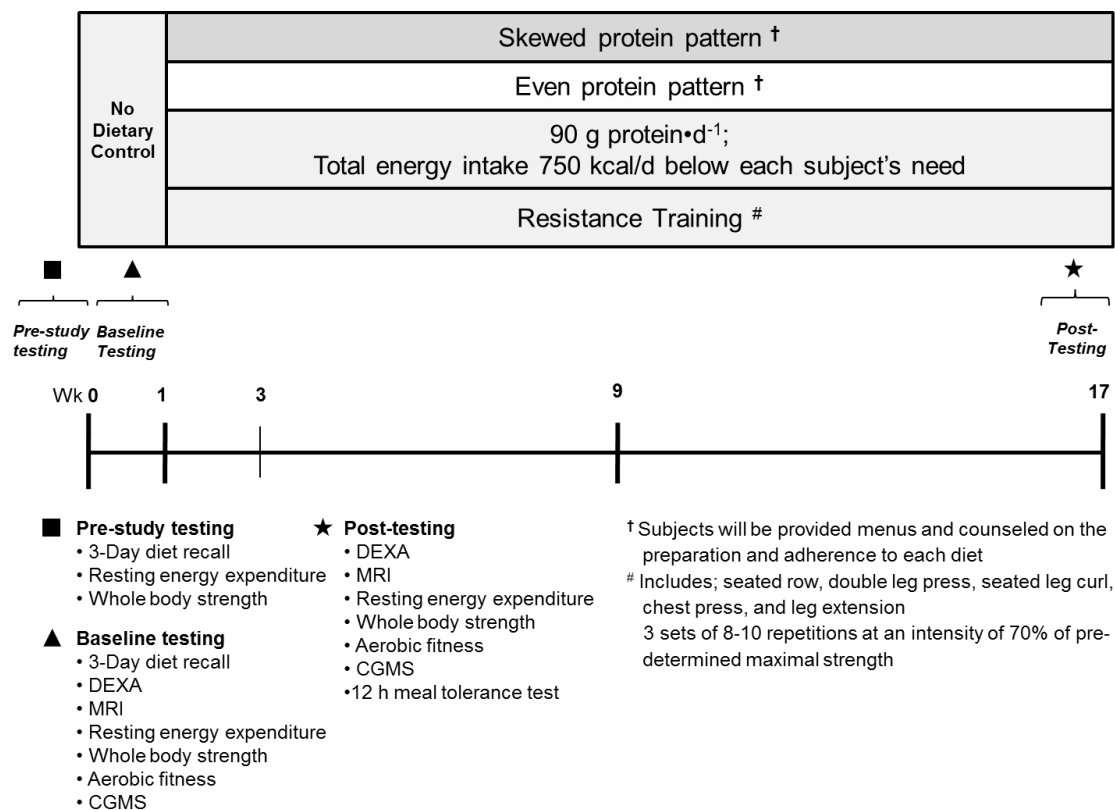 Skewed protein pattern †
Even protein pattern †
No
Dietary
Control
90 g protein•d-1;
Total energy intake 750 kcal/d below each subject's need
Resistance Training #
■ ▲ ★
Pre-study
testing
Baseline
Testing
Post-
Testing
Wk 0 1 3 9 17
■ Pre-study testing
• 3-Day diet recall
• Resting energy expenditure
• Whole body strength
▲ Baseline testing
• 3-Day diet recall
• DEXA
• MRI
• Resting energy expenditure
• Whole body strength
• Aerobic fitness
• CGMS
★ Post-testing
• DEXA
• MRI
• Resting energy expenditure
• Whole body strength
• Aerobic fitness
• CGMS
•12 h meal tolerance test
† Subjects will be provided menus and counseled on the
preparation and adherence to each diet
# Includes; seated row, double leg press, seated leg curl,
chest press, and leg extension
3 sets of 8-10 repetitions at an intensity of 70% of pre-
determined maximal strength